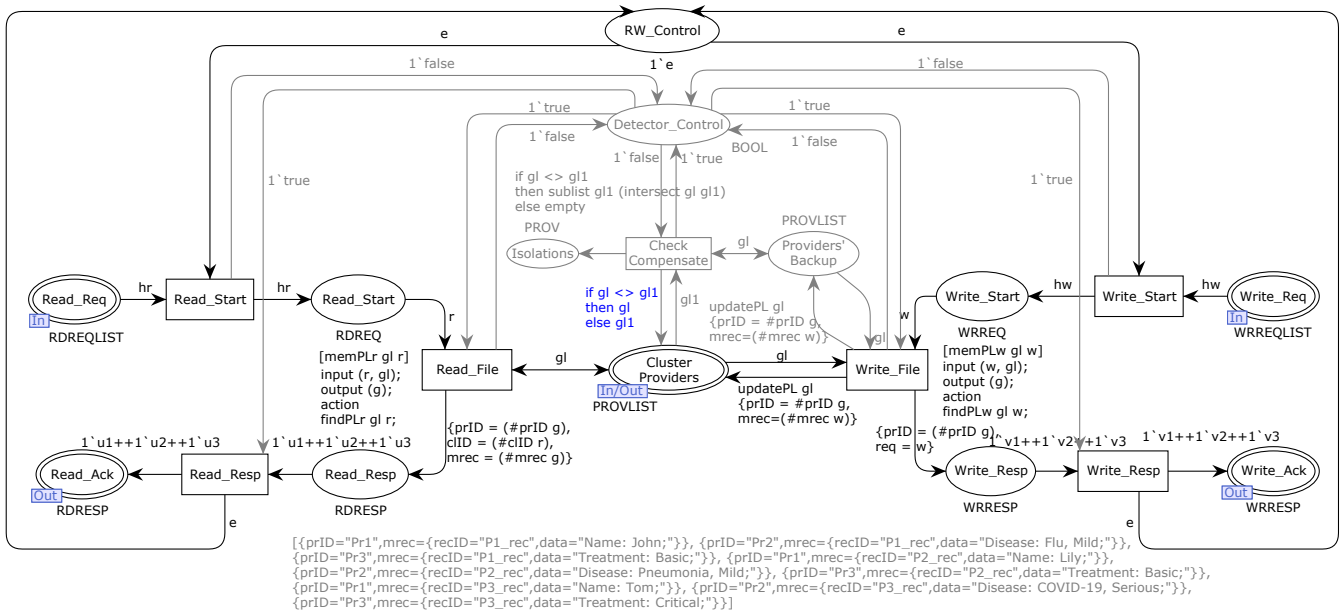 RW_Control
e
e
1`e
1`false
1`false
1`true
1`true
Detector_Control
1`false
1`false
BOOL
1`false
1`true
1`true
1`true
if gl <> gl1
then sublist gl1 (intersect gl gl1)
else empty
PROV
PROVLIST
Isolations
Check
Compensate
gl
Providers'
Backup
Read_Req
In
RDREQLIST
hr
Read_Start
hr
Read_Start
RDREQ
r
if gl <> gl1
then gl
else gl1
gl1
updatePL gl
{prID = #prID g,
mrec=(#mrec w)}
gl
w
Write_Start
WRREQ
hw
Write_Start
hw
Write_Req
In
WRREQLIST
[memPLr gl r]
input (r, gl);
output (g);
action
findPLr gl r;
Read_File
gl
Cluster
Providers
In/Out
PROVLIST
gl
updatePL gl
{prID = #prID g,
mrec=(#mrec w)}
Write_File
[memPLw gl w]
input (w, gl);
output (g);
action
findPLw gl w;
{prID = (#prID g),
clID = (#clID r),
mrec = (#mrec g)}
{prID = (#prID g),
req = w}
1`u1++1`u2++1`u3
1`u1++1`u2++1`u3
1`v1++1`v2++1`v3
1`v1++1`v2++1`v3
Read_Ack
Out
RDRESP
Read_Resp
Read_Resp
RDRESP
Write_Resp
WRRESP
Write_Resp
Write_Ack
Out
WRRESP
e
e
[{prID="Pr1",mrec={recID="P1_rec",data="Name: John;"}}, {prID="Pr2",mrec={recID="P1_rec",data="Disease: Flu, Mild;"}},
{prID="Pr3",mrec={recID="P1_rec",data="Treatment: Basic;"}}, {prID="Pr1",mrec={recID="P2_rec",data="Name: Lily;"}},
{prID="Pr2",mrec={recID="P2_rec",data="Disease: Pneumonia, Mild;"}}, {prID="Pr3",mrec={recID="P2_rec",data="Treatment: Basic;"}},
{prID="Pr1",mrec={recID="P3_rec",data="Name: Tom;"}}, {prID="Pr2",mrec={recID="P3_rec",data="Disease: COVID-19, Serious;"}},
{prID="Pr3",mrec={recID="P3_rec",data="Treatment: Critical;"}}]